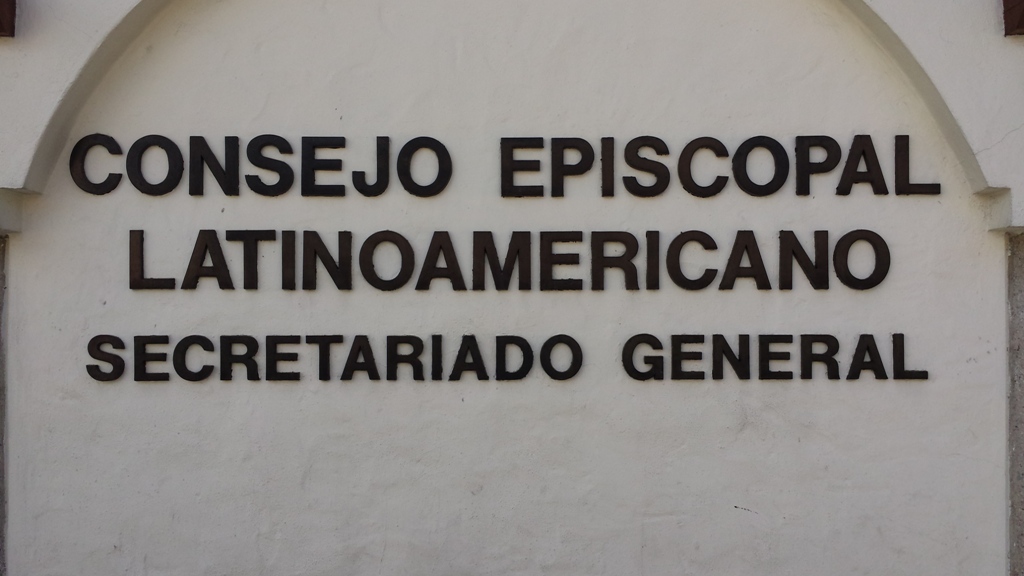 CONSEJO EPISCOPAL
LATINOAMERICANO
SECRETARIADO GENERAL